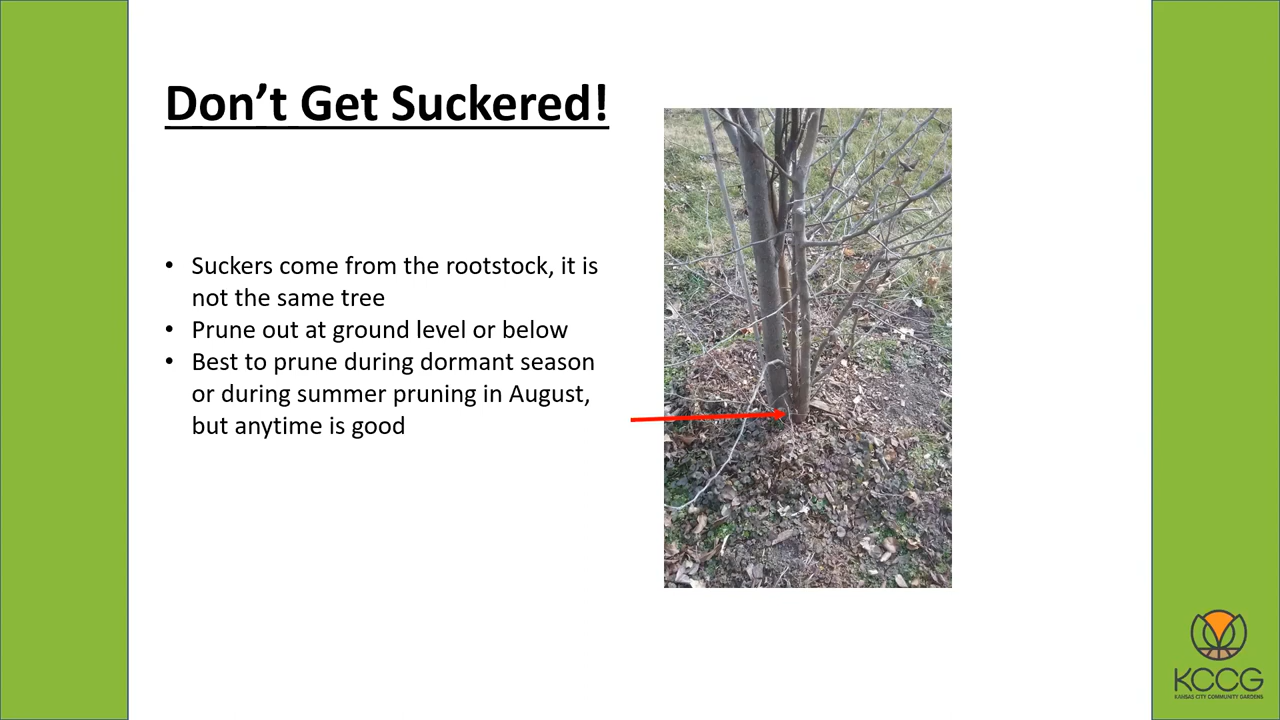 Don’t Get Suckered!
• Suckers come from the rootstock, it is
not the same tree
• Prune out at ground level or below
• Best to prune during dormant season
or during summer pruning in August,
but anytime is good
KCCG
KANSAS CITY COMMUNITY GARDENS